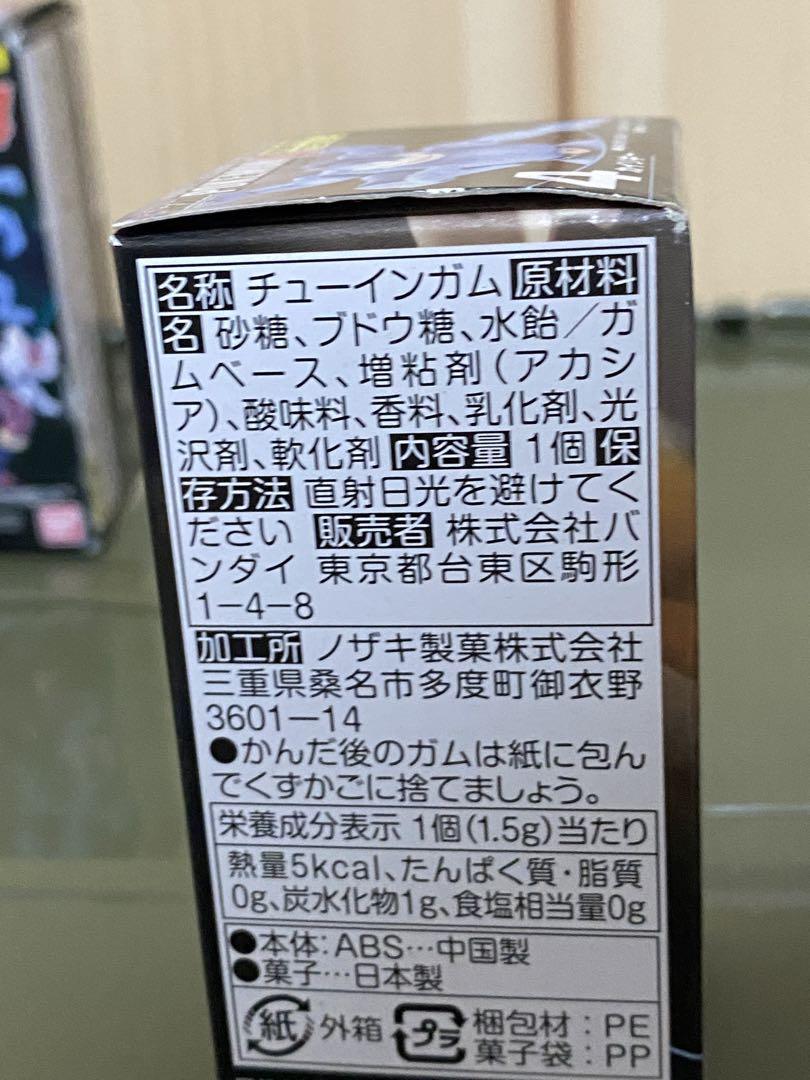 名称 チューインガム 原材料
名 砂糖、ブドウ糖、水飴／ガ
ムベース、増粘剤（アカシ
ア）、酸味料、香料、乳化剤、光
沢剤、軟化剤 内容量 1個 保
存方法 直射日光を避けてく
ださい 販売者 株式会社バ
ンダイ 東京都台東区駒形
1-4-8
加工所 ノザキ製菓株式会社
三重県桑名市多度町御衣野
3601-14
●かんだ後のガムは紙に包ん
でくずかごに捨てましょう。
栄養成分表示 1個(1.5g)当たり
熱量5kcal、たんぱく質・脂質
0g、炭水化物1g、食塩相当量0g
●本体：ABS…中国製
●菓子…日本製
紙 外箱 プラ 梱包材：PE
菓子袋：PP